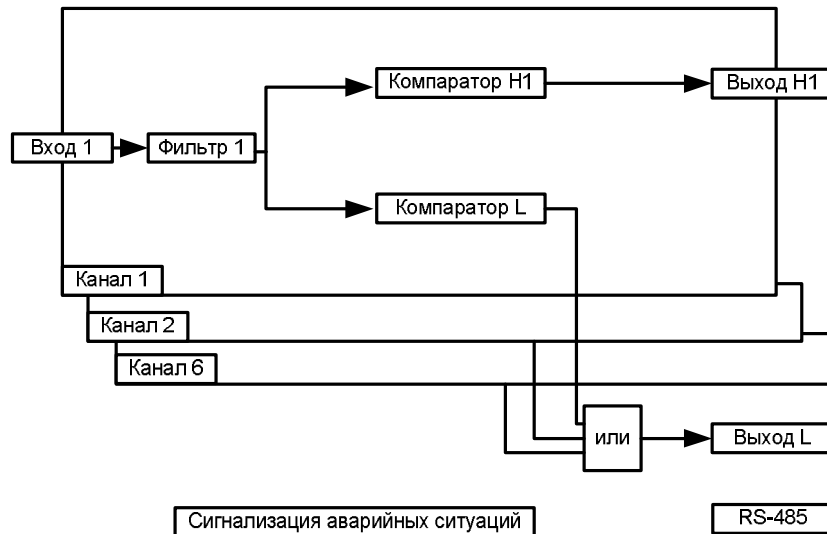 Компаратор H1
Выход H1
Вход 1
Фильтр 1
Компаратор L
Канал 1
Канал 2
Канал 6
или
Выход L
Сигнализация аварийных ситуаций
RS-485